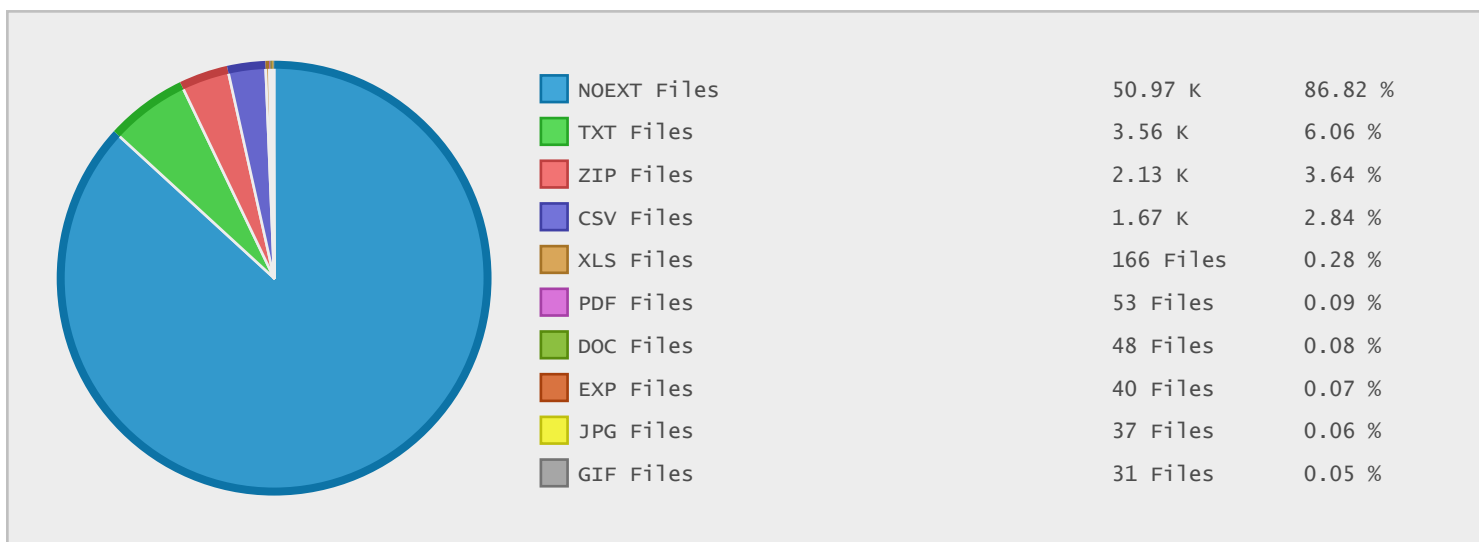 NOEXT Files 50.97 K 86.82 %
TXT Files 3.56 K 6.06 %
ZIP Files 2.13 K 3.64 %
CSV Files 1.67 K 2.84 %
XLS Files 166 Files 0.28 %
PDF Files 53 Files 0.09 %
DOC Files 48 Files 0.08 %
EXP Files 40 Files 0.07 %
JPG Files 37 Files 0.06 %
GIF Files 31 Files 0.05 %